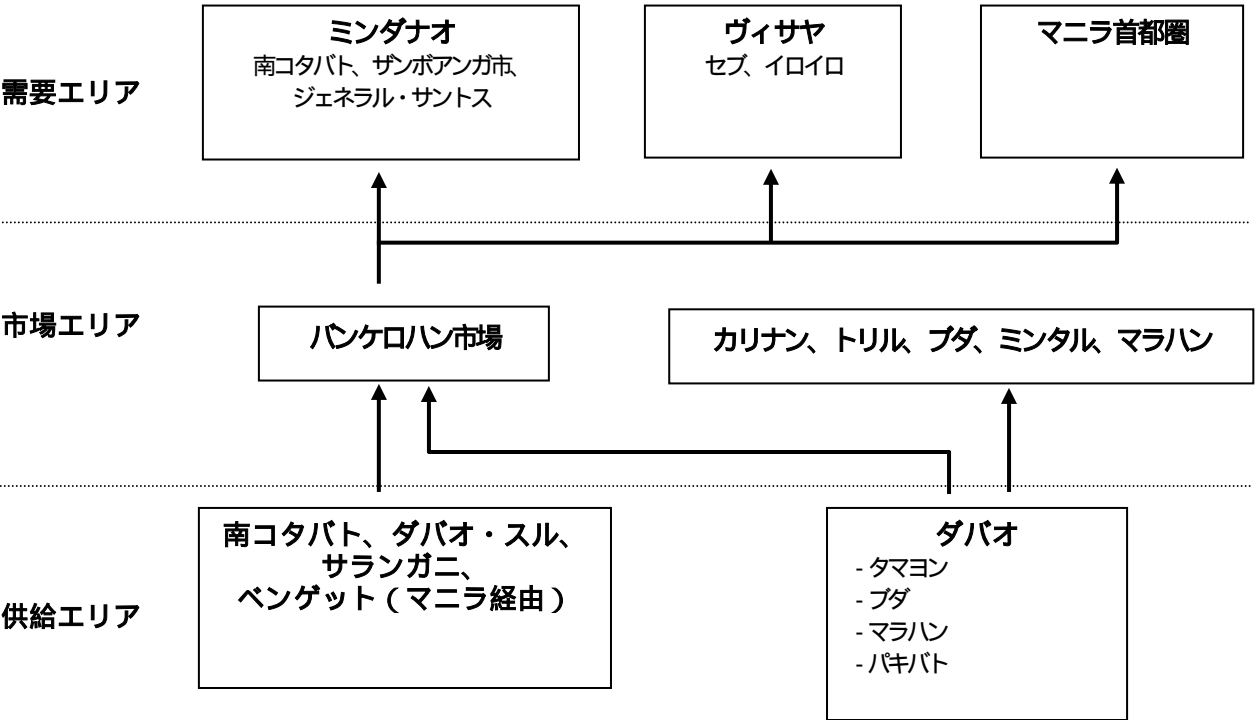 需要エリア
ミンダナオ
南コタバト、ザンボアンガ市、
ジェネラル・サントス
ヴィサヤ
セブ、イロイロ
マニラ首都圏
市場エリア
バンケロハン市場
カリナン、トリル、ブダ、ミンタル、マラハン
供給エリア
南コタバト、ダバオ・スル、
サランガニ、
ベンゲット（マニラ経由）
ダバオ
- タマヨン
- ブダ
- マラハン
- パキバト